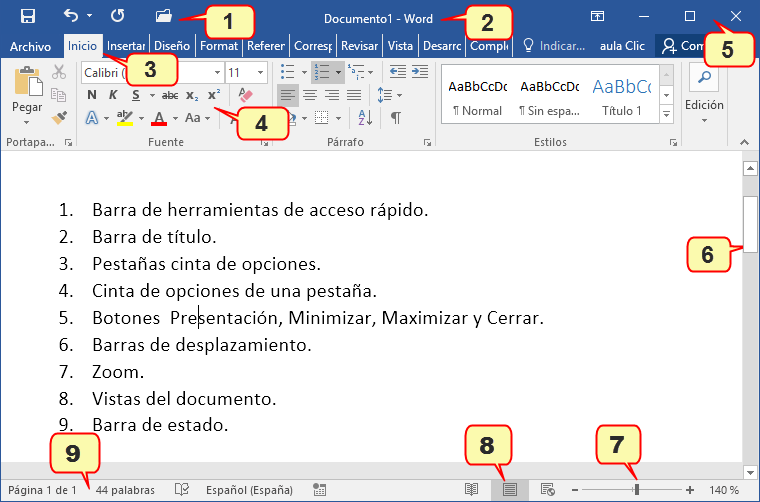 1 Documento1 - Word 2
Archivo Inicio Insertar Diseño Format Referer Corresp Revisar Vista Desarro Comple Indicar... aula Clic Com 5
3
Calibri ( 11
Pegar N K S abc x₂ x² AaBbCcDc AaBbCcDc AaBbCc Edición
¶ Normal ¶ Sin espa... Título 1
A ab A Aa 4
Portapa... Fuente Párrafo Estilos
1. Barra de herramientas de acceso rápido.
2. Barra de título.
3. Pestañas cinta de opciones.
6
4. Cinta de opciones de una pestaña.
5. Botones Presentación, Minimizar, Maximizar y Cerrar.
6. Barras de desplazamiento.
7. Zoom.
8. Vistas del documento.
9. Barra de estado.
9 8 7
Página 1 de 1 44 palabras Español (España) 140 %